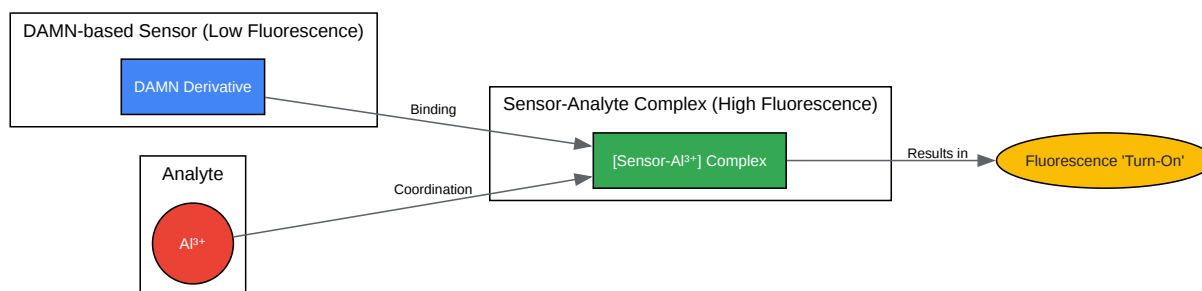 DAMN-based Sensor (Low Fluorescence)
DAMN Derivative
Binding
Sensor-Analyte Complex (High Fluorescence)
[Sensor-Al³⁺] Complex
Results in
Fluorescence 'Turn-On'
Analyte
Coordination
Al³⁺